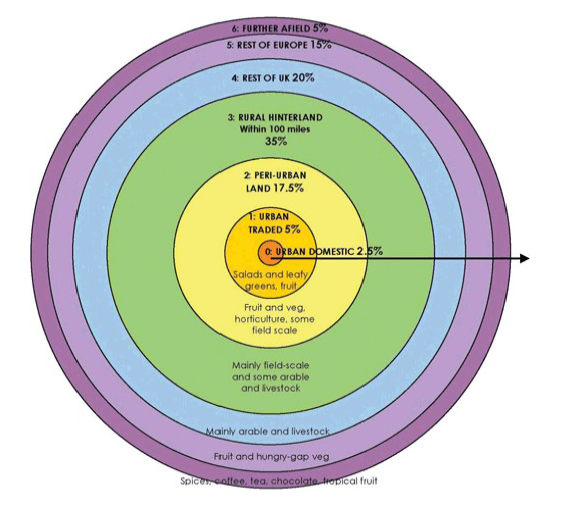 6: FURTHER AFIELD 5%
5: REST OF EUROPE 15%
4: REST OF UK 20%
3: RURAL HINTERLAND
Within 100 miles
35%
2: PERI-URBAN
LAND 17.5%
1: URBAN
TRADED 5%
0: URBAN DOMESTIC 2.5%
Salads and leafy
greens, fruit
Fruit and veg,
horticulture, some
field scale
Mainly field-scale
and some arable
and livestock
Mainly arable and livestock
Fruit and hungry-gap veg
Spices, coffee, tea, chocolate, tropical fruit